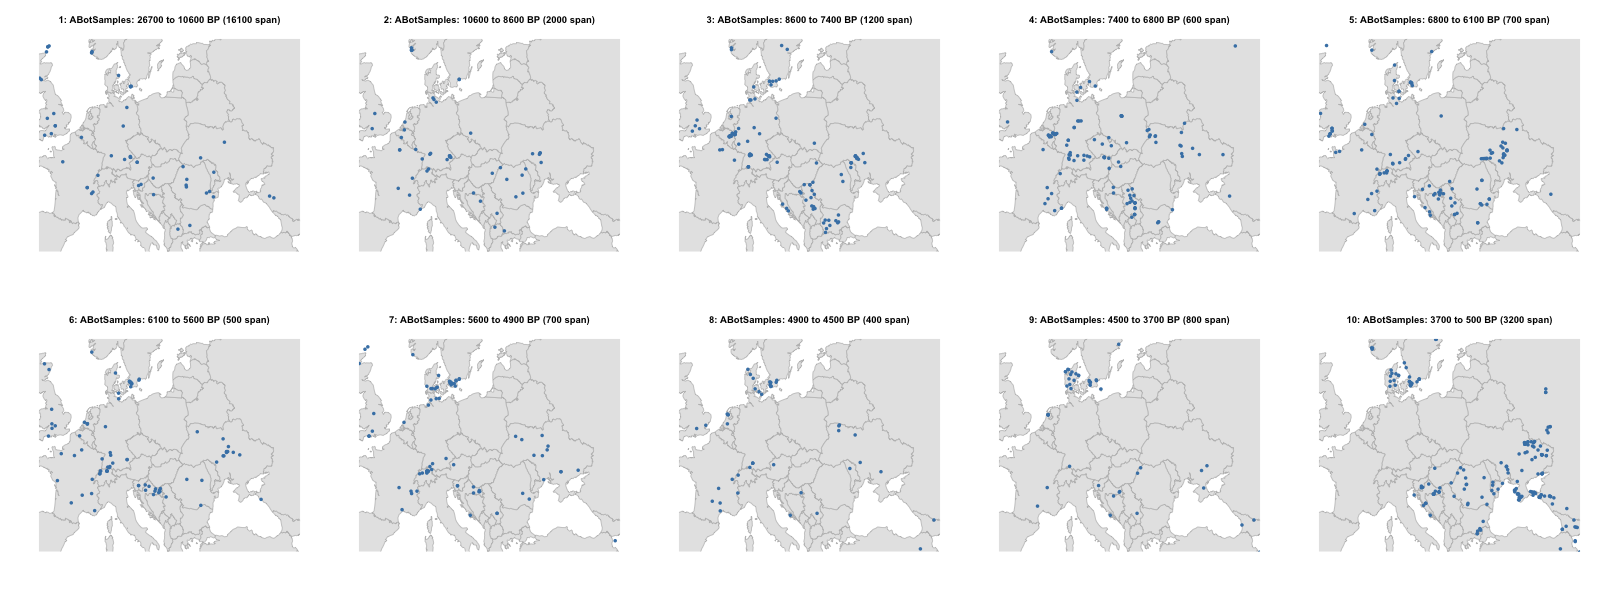 1: ABotSamples: 26700 to 10600 BP (16100 span)
2: ABotSamples: 10600 to 8600 BP (2000 span)
3: ABotSamples: 8600 to 7400 BP (1200 span)
4: ABotSamples: 7400 to 6800 BP (600 span)
5: ABotSamples: 6800 to 6100 BP (700 span)
6: ABotSamples: 6100 to 5600 BP (500 span)
7: ABotSamples: 5600 to 4900 BP (700 span)
8: ABotSamples: 4900 to 4500 BP (400 span)
9: ABotSamples: 4500 to 3700 BP (800 span)
10: ABotSamples: 3700 to 500 BP (3200 span)